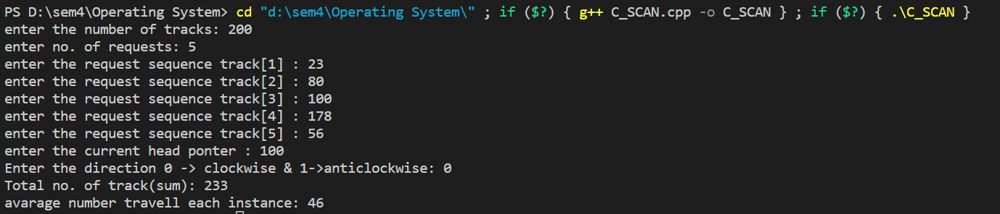 PS D:\sem4\Operating System> cd "d:\sem4\Operating System\" ; if ($?) { g++ C_SCAN.cpp -o C_SCAN } ; if ($?) { .\C_SCAN }
enter the number of tracks: 200
enter no. of requests: 5
enter the request sequence track[1] : 23
enter the request sequence track[2] : 80
enter the request sequence track[3] : 100
enter the request sequence track[4] : 178
enter the request sequence track[5] : 56
enter the current head ponter : 100
Enter the direction 0 -> clockwise & 1->anticlockwise: 0
Total no. of track(sum): 233
avarage number travell each instance: 46